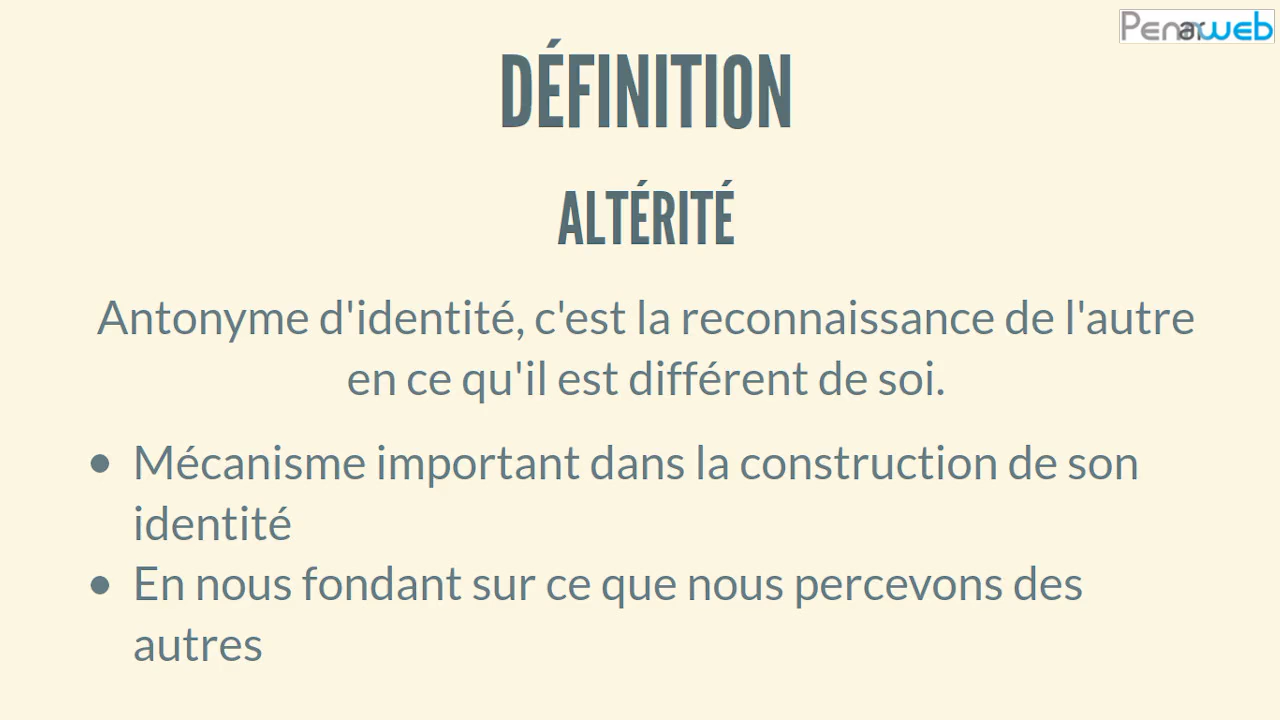 Penarweb
DÉFINITION
ALTÉRITÉ
Antonyme d'identité, c'est la reconnaissance de l'autre
en ce qu'il est différent de soi.
• Mécanisme important dans la construction de son
identité
• En nous fondant sur ce que nous percevons des
autres